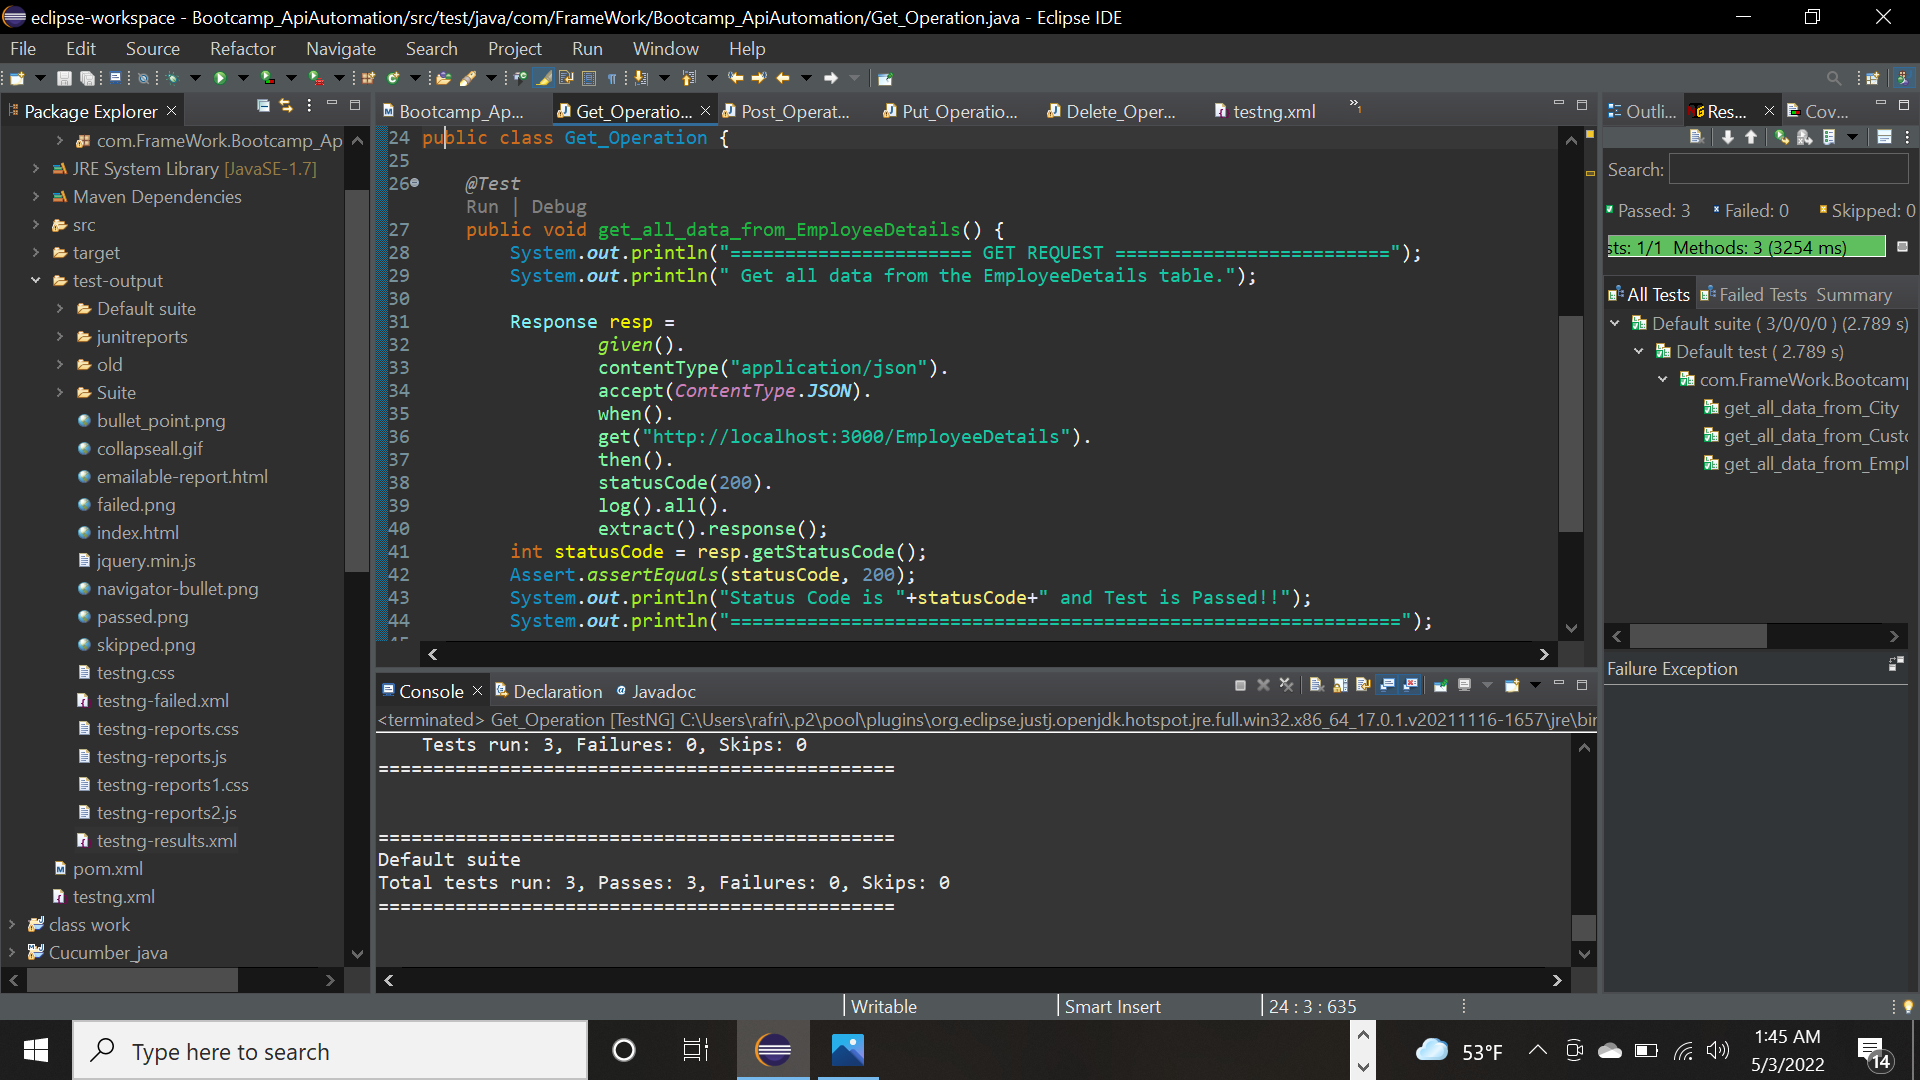 eclipse-workspace - Bootcamp_ApiAutomation/src/test/java/com/FrameWork/Bootcamp_ApiAutomation/Get_Operation.java - Eclipse IDE
File Edit Source Refactor Navigate Search Project Run Window Help
Package Explorer
com.FrameWork.Bootcamp_Ap
JRE System Library [JavaSE-1.7]
Maven Dependencies
src
target
test-output
Default suite
junitreports
old
Suite
bullet_point.png
collapseall.gif
emailable-report.html
failed.png
index.html
jquery.min.js
navigator-bullet.png
passed.png
skipped.png
testng.css
testng-failed.xml
testng-reports.css
testng-reports.js
testng-reports1.css
testng-reports2.js
testng-results.xml
pom.xml
testng.xml
class work
Cucumber_java
Bootcamp_Ap... Get_Operatio... Post_Operat... Put_Operatio... Delete_Oper... testng.xml »1
24 public class Get_Operation {
25
26 @Test
Run | Debug
27 public void get_all_data_from_EmployeeDetails() {
28 System.out.println("====================== GET REQUEST =========================");
29 System.out.println(" Get all data from the EmployeeDetails table.");
30
31 Response resp =
32 given().
33 contentType("application/json").
34 accept(ContentType.JSON).
35 when().
36 get("http://localhost:3000/EmployeeDetails").
37 then().
38 statusCode(200).
39 log().all().
40 extract().response();
41 int statusCode = resp.getStatusCode();
42 Assert.assertEquals(statusCode, 200);
43 System.out.println("Status Code is "+statusCode+" and Test is Passed!!");
44 System.out.println("=============================================================");
Console Declaration Javadoc
<terminated> Get_Operation [TestNG] C:\Users\rafri\.p2\pool\plugins\org.eclipse.justj.openjdk.hotspot.jre.full.win32.x86_64_17.0.1.v20211116-1657\jre\bin
Tests run: 3, Failures: 0, Skips: 0
===============================================
===============================================
Default suite
Total tests run: 3, Passes: 3, Failures: 0, Skips: 0
===============================================
Outli... Res... Cov...
Search:
Passed: 3 Failed: 0 Skipped: 0
sts: 1/1 Methods: 3 (3254 ms)
All Tests Failed Tests Summary
Default suite ( 3/0/0/0 ) (2.789 s)
Default test ( 2.789 s)
com.FrameWork.Bootcamp
get_all_data_from_City
get_all_data_from_Custo
get_all_data_from_Empl
Failure Exception
Writable Smart Insert 24 : 3 : 635
Type here to search
53°F
1:45 AM
5/3/2022
14